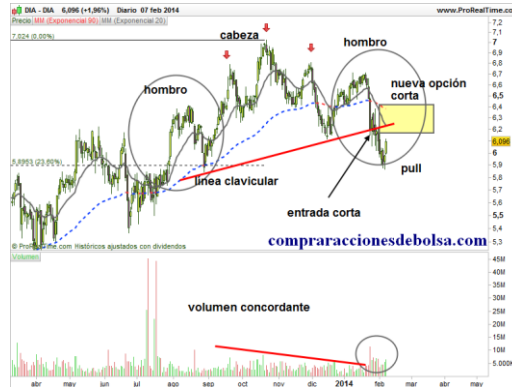 DIA - DIA 6,096 (+1,96%) Diario 07 feb 2014 www.ProRealTime.com
Precio MM (Exponencial 90) MM (Exponencial 20)
7,024 (0,00%)
cabeza
hombro
hombro
nueva opción
corta
línea clavicular
pull
entrada corta
compraraccionesdebolsa.com
© ProRealTime.com Históricos ajustados con dividendos
7,2
7,1
7
6,9
6,8
6,7
6,6
6,5
6,4
6,3
6,2
6,096
6
5,9
5,8
5,7
5,6
5,5
5,4
5,3
Volumen
volumen concordante
45M
40M
35M
30M
25M
20M
15M
10M
5.000K
abr may jun jul ago sep oct nov dic 2014 feb mar abr may